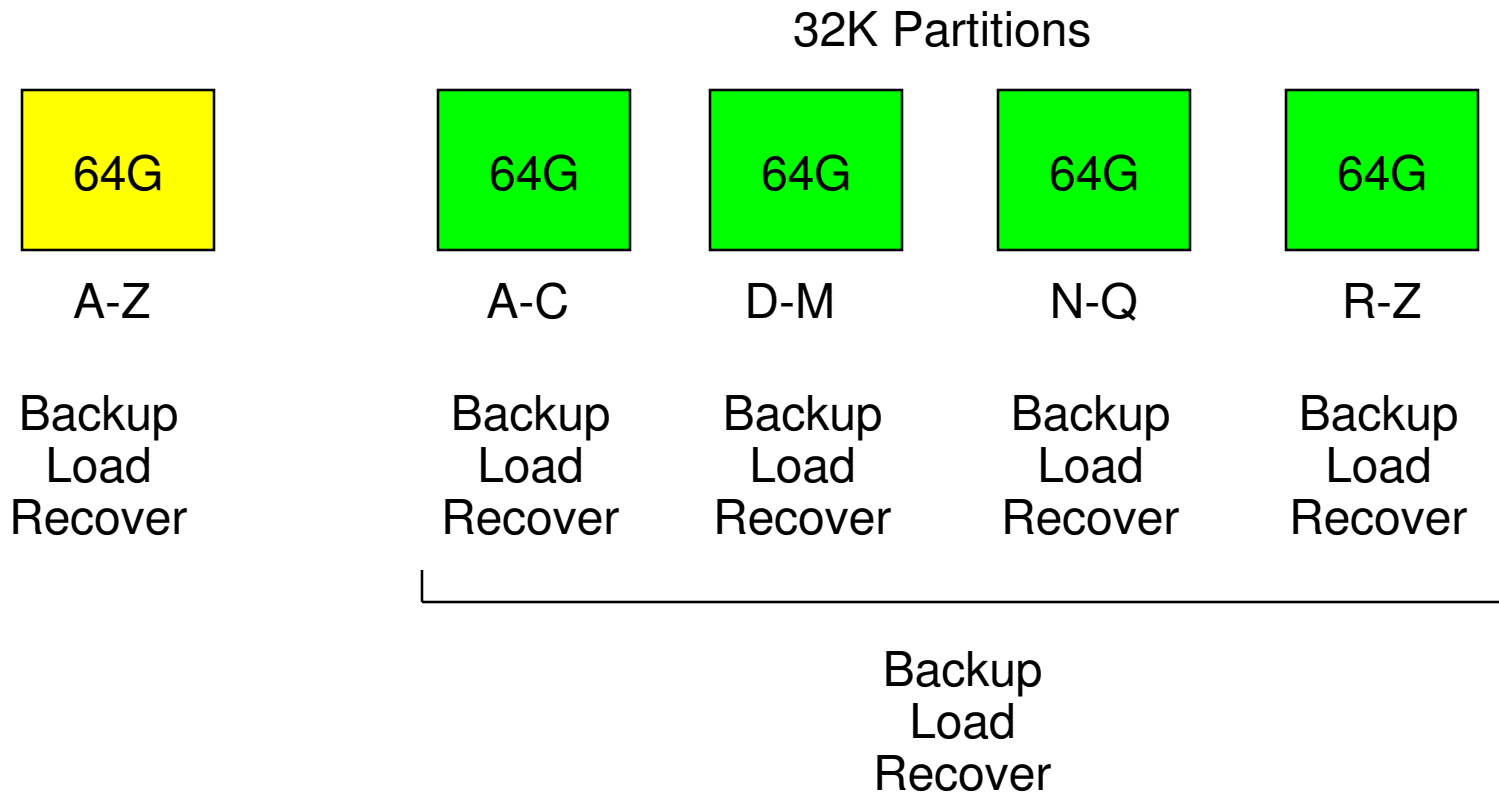 32K Partitions
64G
64G
64G
64G
64G
A-Z
A-C
D-M
N-Q
R-Z
Backup
Load
Recover
Backup
Load
Recover
Backup
Load
Recover
Backup
Load
Recover
Backup
Load
Recover
Backup
Load
Recover